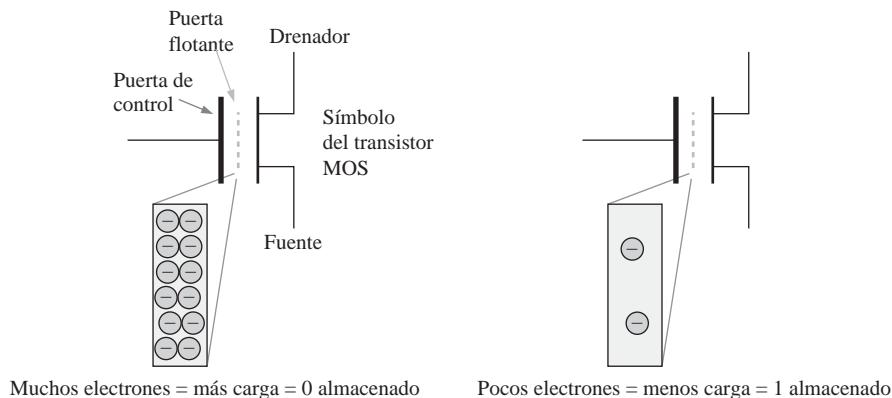 Puerta
flotante
Drenador
Puerta de
control
Símbolo
del transistor
MOS
Fuente
Muchos electrones = más carga = 0 almacenado
Pocos electrones = menos carga = 1 almacenado